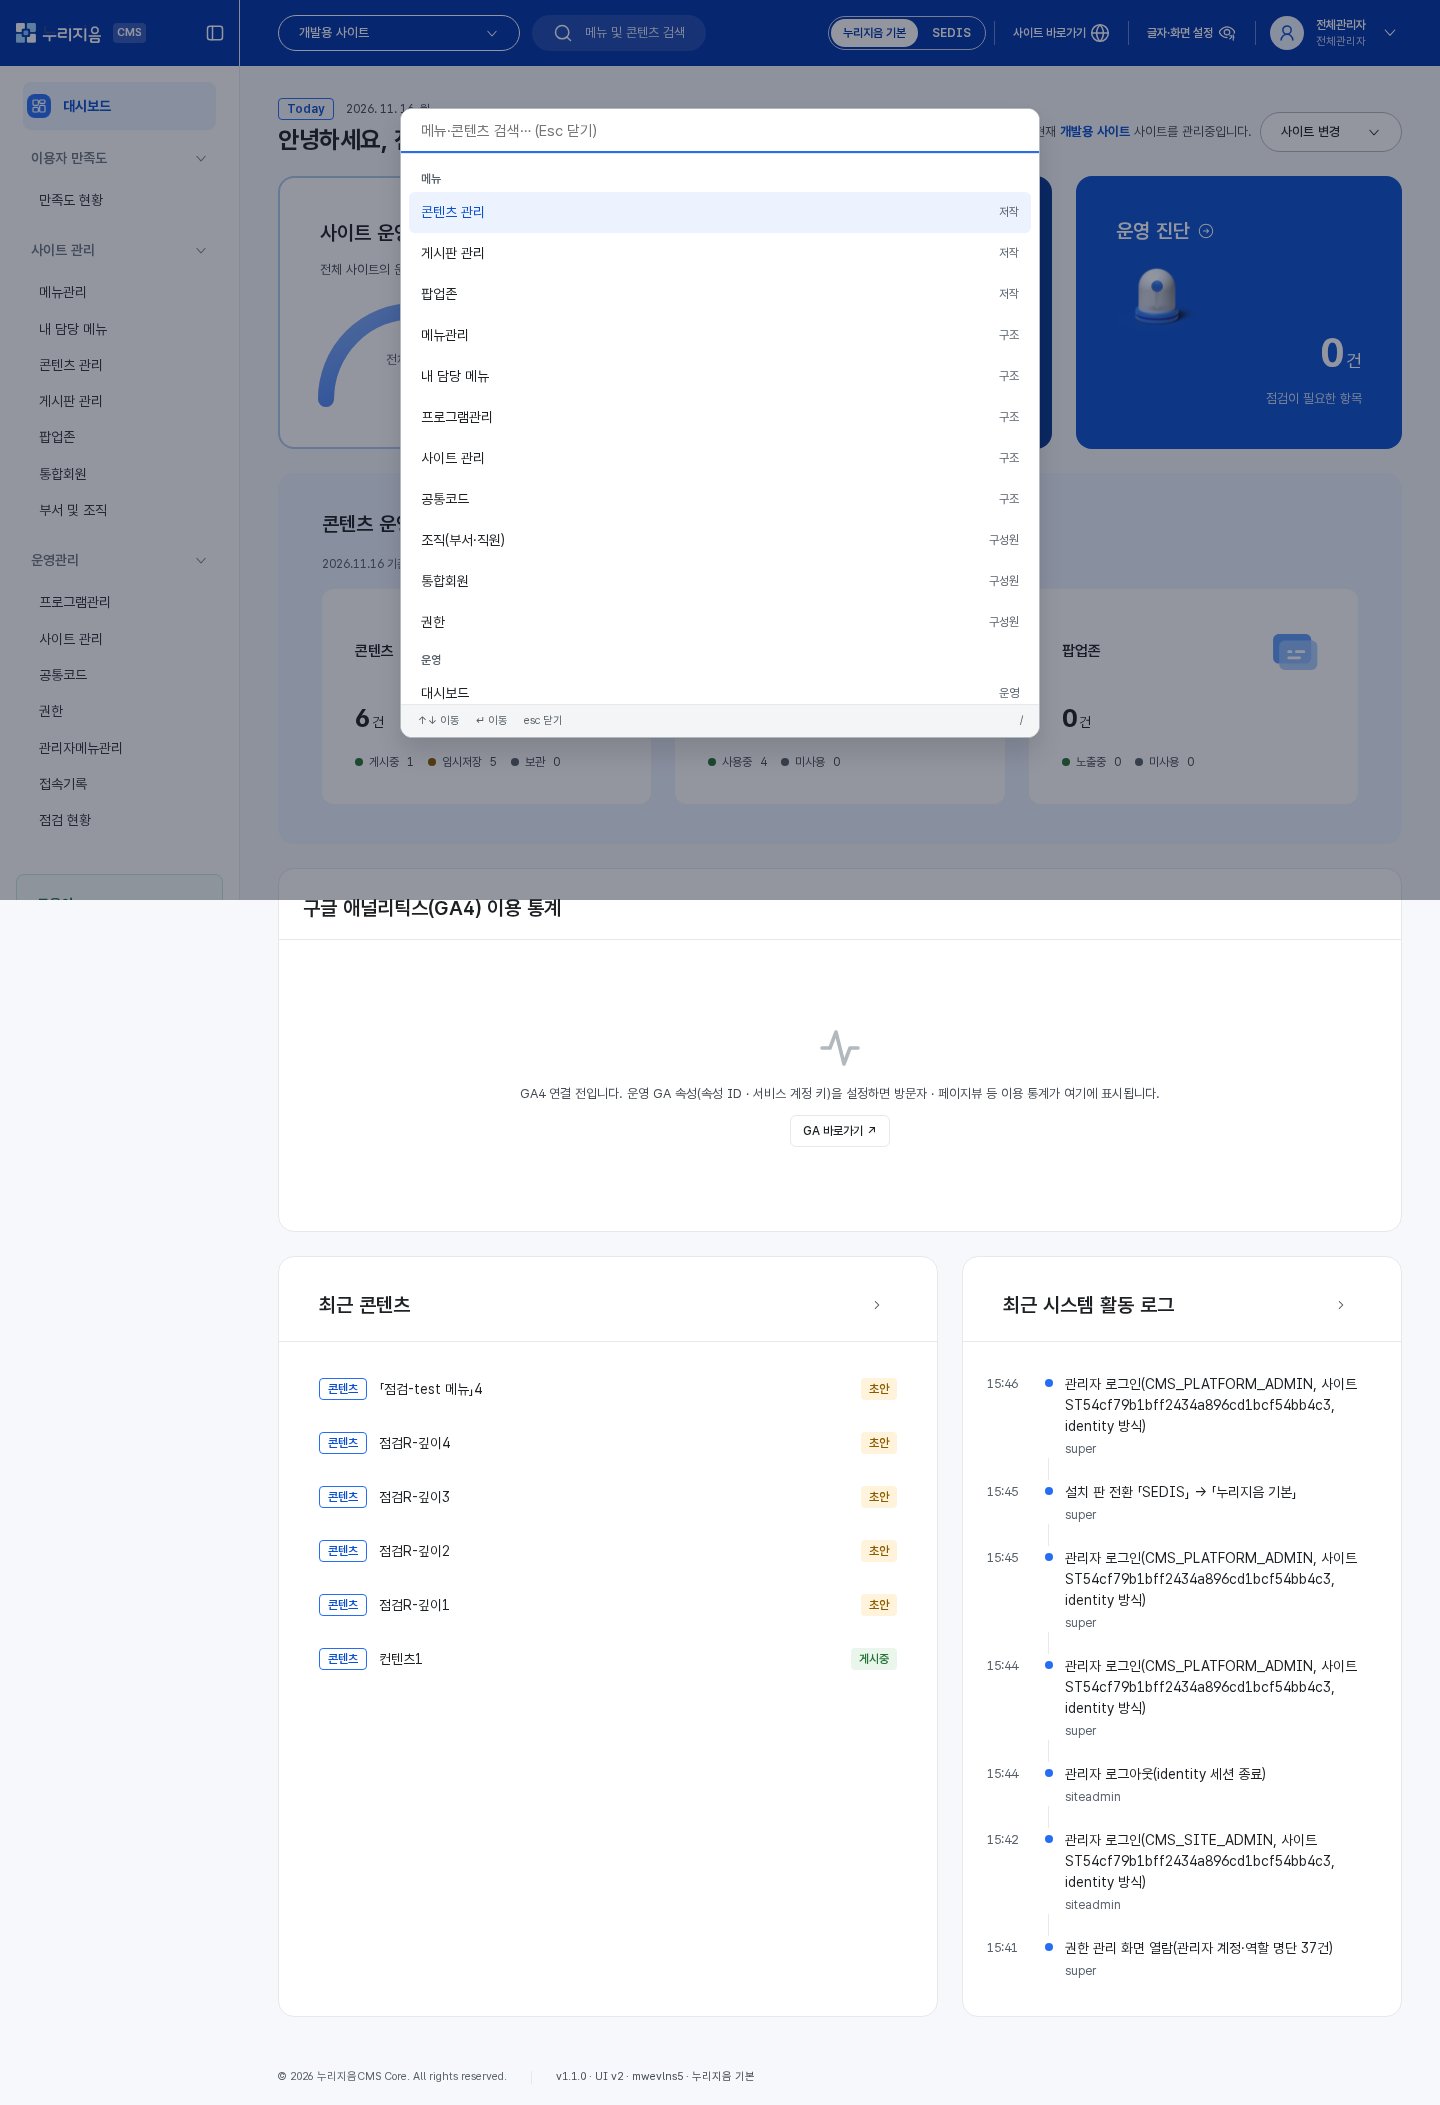 누리지음 CMS
개발용 사이트
메뉴 및 콘텐츠 검색
누리지음 기본 SEDIS
사이트 바로가기
글자·화면 설정
전체관리자
전체관리자
대시보드
이용자 만족도
만족도 현황
사이트 관리
메뉴관리
내 담당 메뉴
콘텐츠 관리
게시판 관리
팝업존
통합회원
부서 및 조직
운영관리
프로그램관리
사이트 관리
공통코드
권한
관리자메뉴관리
접속기록
점검 현황
Today 2026. 11. 16.
안녕하세요,
현재 개발용 사이트 사이트를 관리중입니다.
사이트 변경
사이트 운영
전체 사이트의
운영 진단
0건
점검이 필요한 항목
메뉴·콘텐츠 검색... (Esc 닫기)
메뉴
콘텐츠 관리 저작
게시판 관리 저작
팝업존 저작
메뉴관리 구조
내 담당 메뉴 구조
프로그램관리 구조
사이트 관리 구조
공통코드 구조
조직(부서·직원) 구성원
통합회원 구성원
권한 구성원
운영
대시보드 운영
↑↓ 이동 ↵ 이동 esc 닫기 /
콘텐츠 운영
2026.11.16
콘텐츠
6건
게시중 1 임시저장 5 보관 0
사용중 4 미사용 0
팝업존
0건
노출중 0 미사용 0
구글 애널리틱스(GA4) 이용 통계
GA4 연결 전입니다. 운영 GA 속성(속성 ID · 서비스 계정 키)을 설정하면 방문자 · 페이지뷰 등 이용 통계가 여기에 표시됩니다.
GA 바로가기 ↗
최근 콘텐츠
콘텐츠 「점검-test 메뉴」4 초안
콘텐츠 점검R-깊이4 초안
콘텐츠 점검R-깊이3 초안
콘텐츠 점검R-깊이2 초안
콘텐츠 점검R-깊이1 초안
콘텐츠 컨텐츠1 게시중
최근 시스템 활동 로그
15:46 관리자 로그인(CMS_PLATFORM_ADMIN, 사이트
ST54cf79b1bff2434a896cd1bcf54bb4c3,
identity 방식)
super
15:45 설치 판 전환 「SEDIS」 → 「누리지음 기본」
super
15:45 관리자 로그인(CMS_PLATFORM_ADMIN, 사이트
ST54cf79b1bff2434a896cd1bcf54bb4c3,
identity 방식)
super
15:44 관리자 로그인(CMS_PLATFORM_ADMIN, 사이트
ST54cf79b1bff2434a896cd1bcf54bb4c3,
identity 방식)
super
15:44 관리자 로그아웃(identity 세션 종료)
siteadmin
15:42 관리자 로그인(CMS_SITE_ADMIN, 사이트
ST54cf79b1bff2434a896cd1bcf54bb4c3,
identity 방식)
siteadmin
15:41 권한 관리 화면 열람(관리자 계정·역할 명단 37건)
super
© 2026 누리지음CMS Core. All rights reserved.
v1.1.0 · UI v2 · mwevlns5 · 누리지음 기본